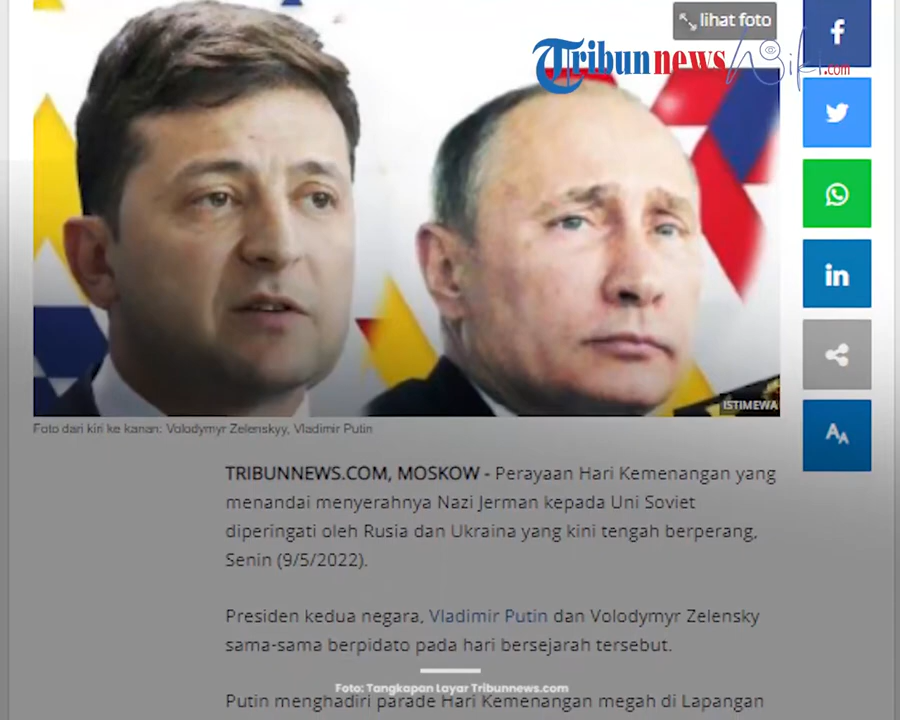 lihat foto
Tribunnews
.com
ISTIMEWA
Foto dari kiri ke kanan: Volodymyr Zelenskyy, Vladimir Putin
TRIBUNNEWS.COM, MOSKOW - Perayaan Hari Kemenangan yang
menandai menyerahnya Nazi Jerman kepada Uni Soviet
diperingati oleh Rusia dan Ukraina yang kini tengah berperang,
Senin (9/5/2022).
Presiden kedua negara, Vladimir Putin dan Volodymyr Zelensky
sama-sama berpidato pada hari bersejarah tersebut.
Foto: Tangkapan Layar Tribunnews.com
Putin menghadiri parade Hari Kemenangan megah di Lapangan